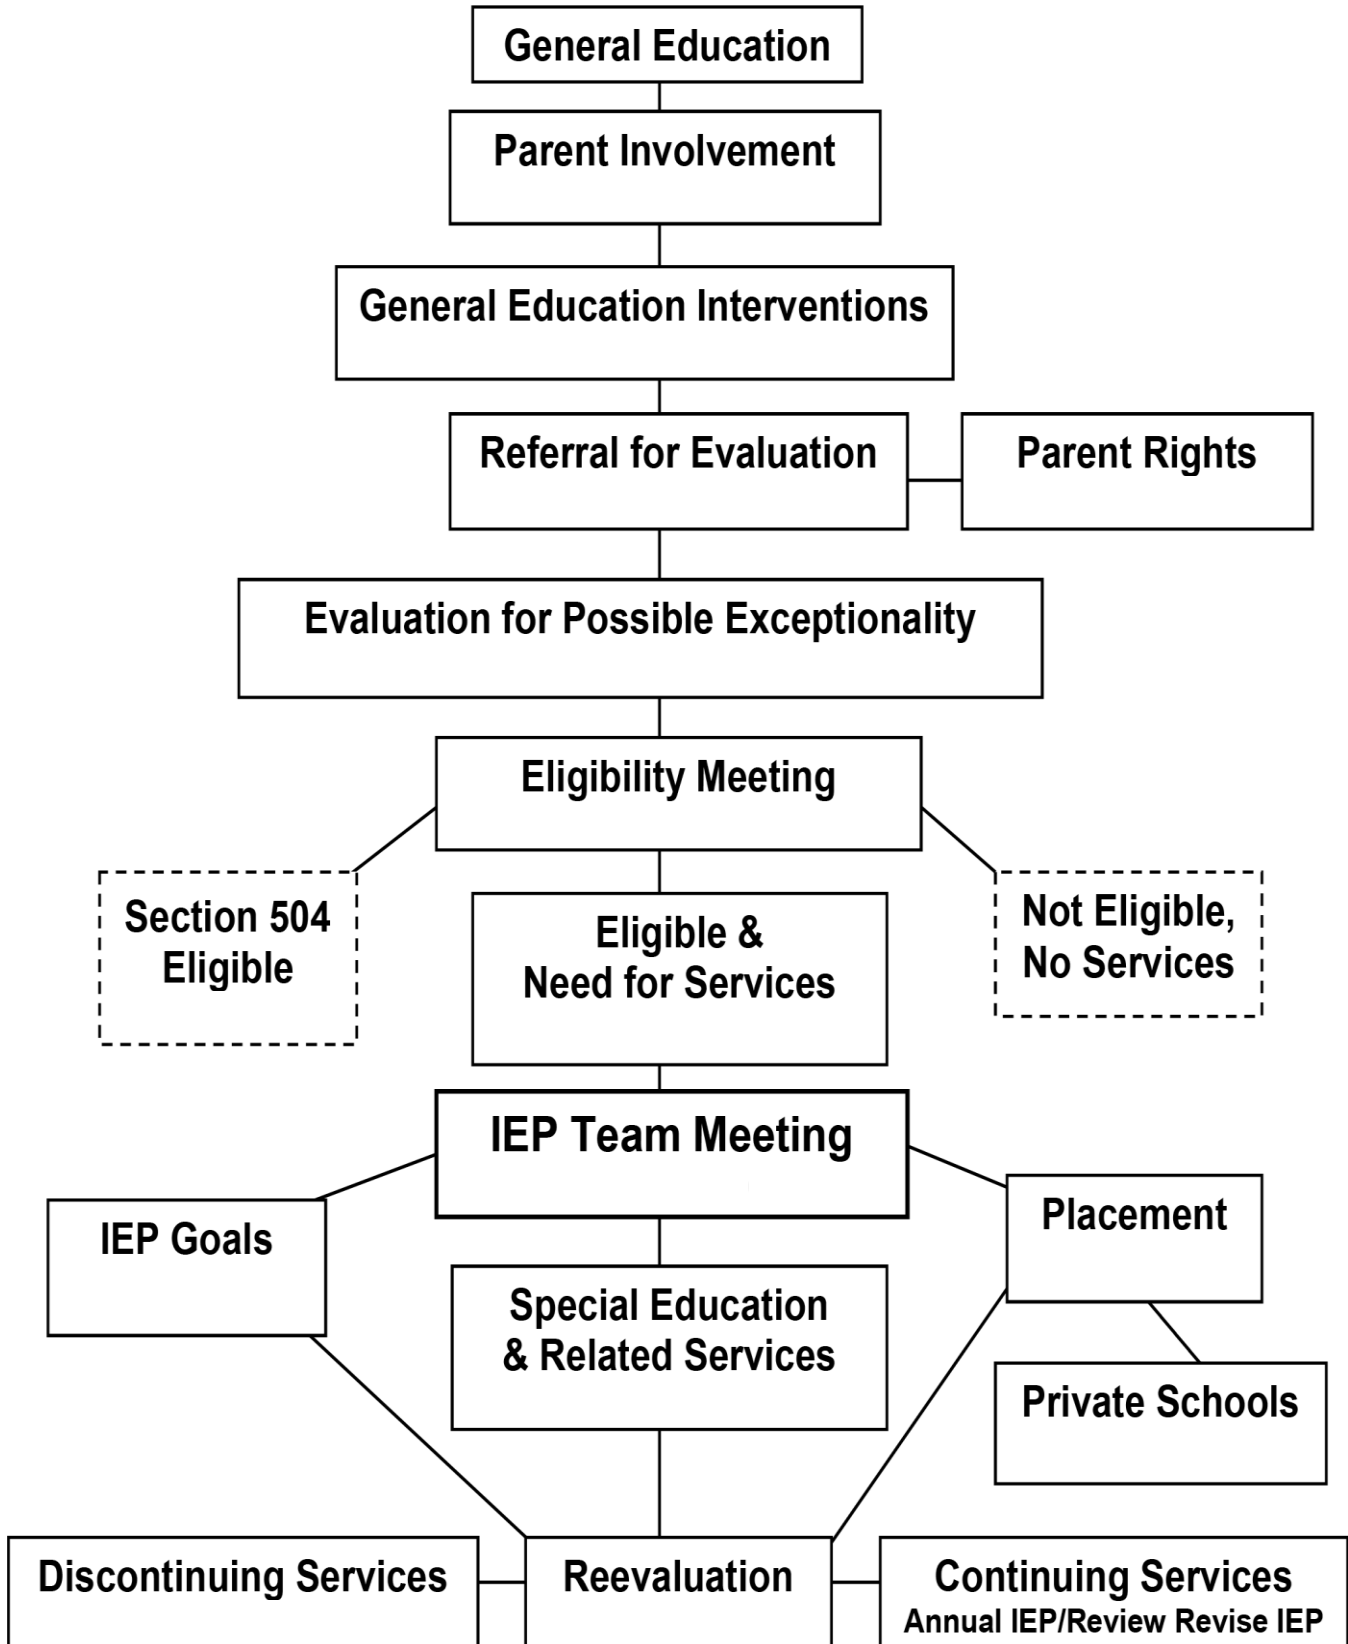 General Education
Parent Involvement
General Education Interventions
Referral for Evaluation
Parent Rights
Evaluation for Possible Exceptionality
Eligibility Meeting
Section 504
Eligible
Eligible &
Need for Services
Not Eligible,
No Services
IEP Team Meeting
IEP Goals
Placement
Special Education
& Related Services
Private Schools
Discontinuing Services
Reevaluation
Continuing Services
Annual IEP/Review Revise IEP